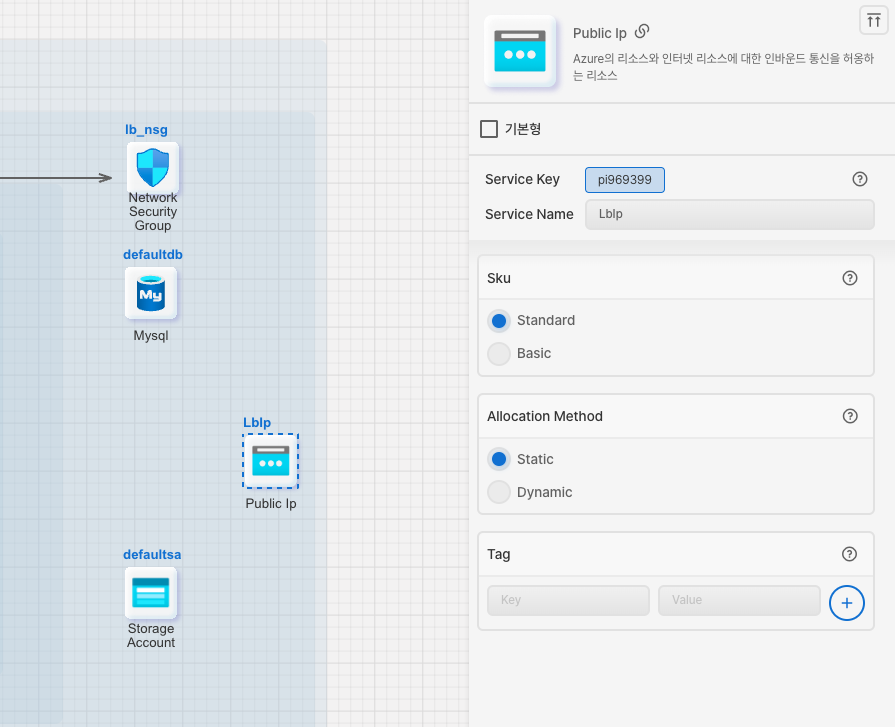 lb_nsg
Network
Security
Group
defaultdb
My
Mysql
LbIp
Public Ip
defaultsa
Storage
Account
Public Ip
Azure의 리소스와 인터넷 리소스에 대한 인바운드 통신을 허용하
는 리소스
기본형
Service Key
pi969399
Service Name
LbIp
Sku
Standard
Basic
Allocation Method
Static
Dynamic
Tag
Key
Value